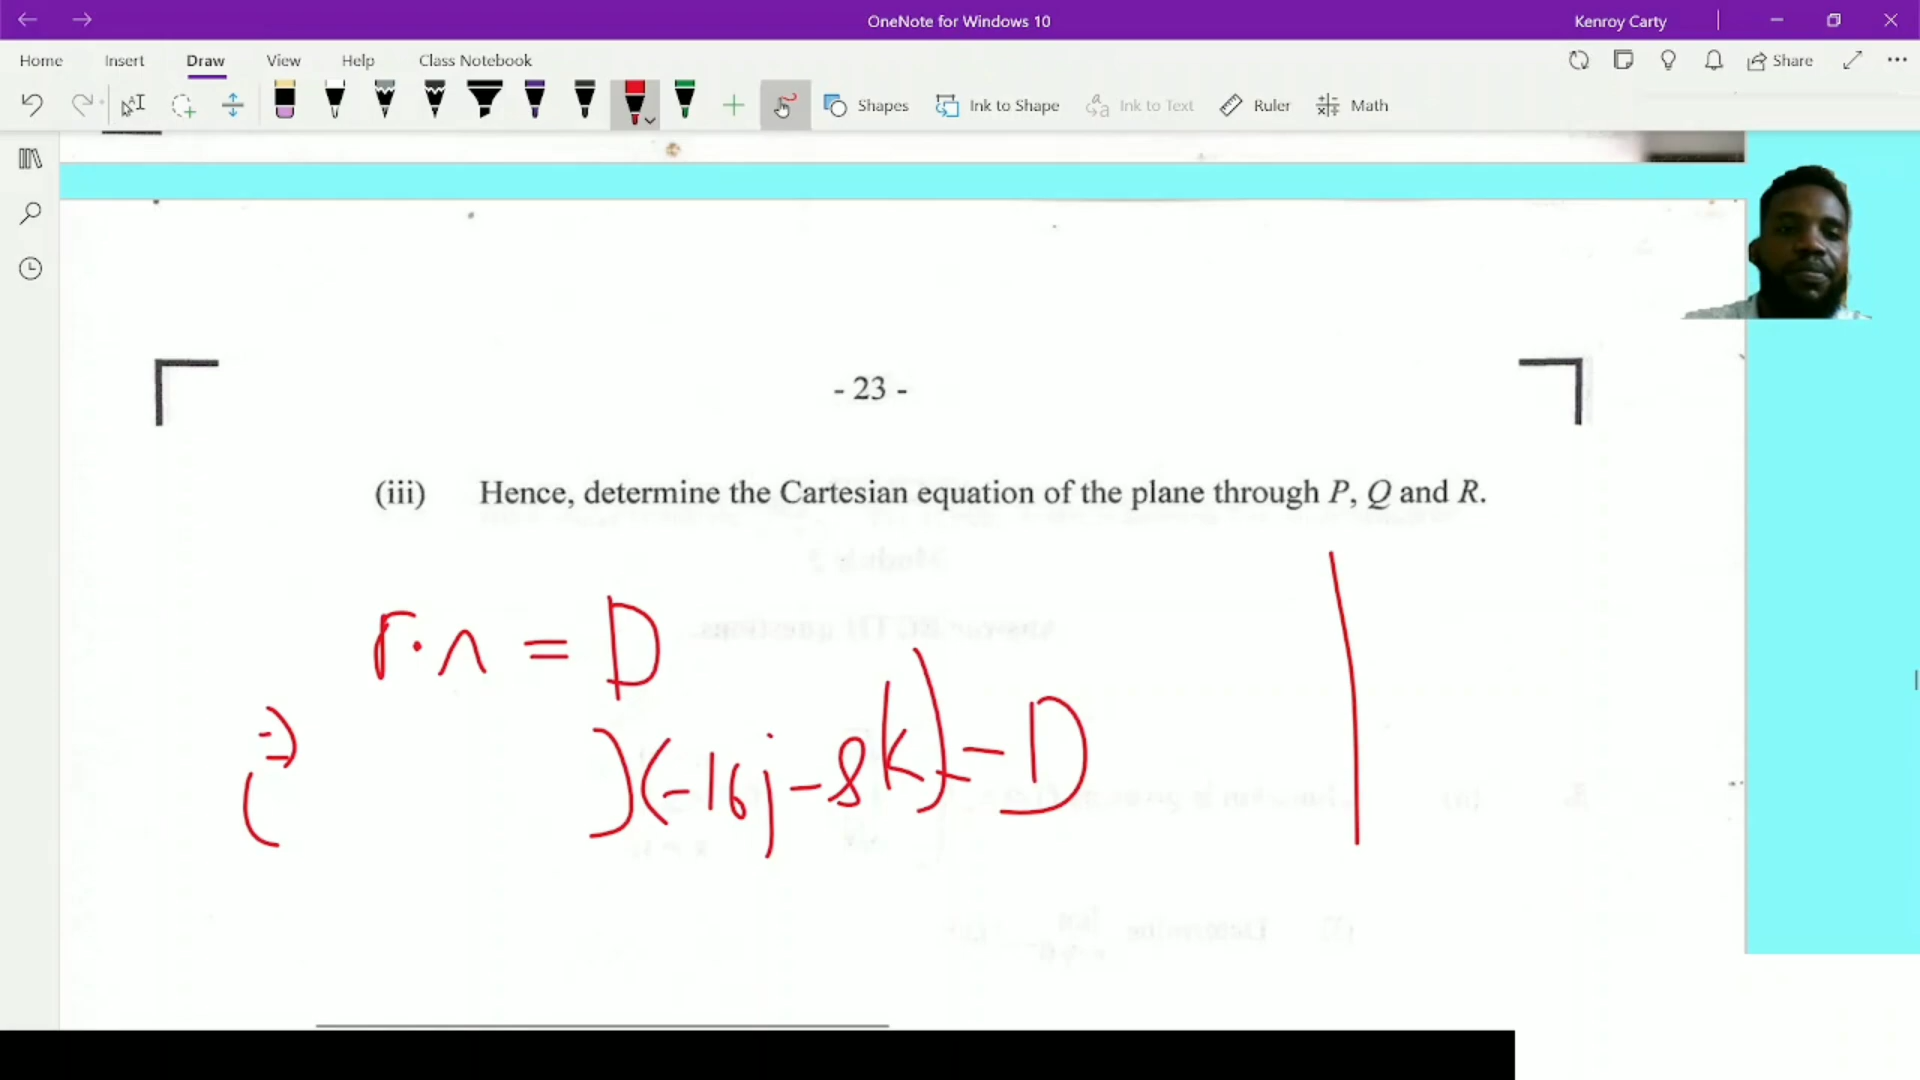 OneNote for Windows 10
Kenroy Carty
Home Insert Draw View Help Class Notebook
Share
Shapes Ink to Shape Ink to Text Ruler Math
- 23 -
(iii) Hence, determine the Cartesian equation of the plane through P, Q and R.
r · n = D
⇒
( )(-16j - 8k) = D